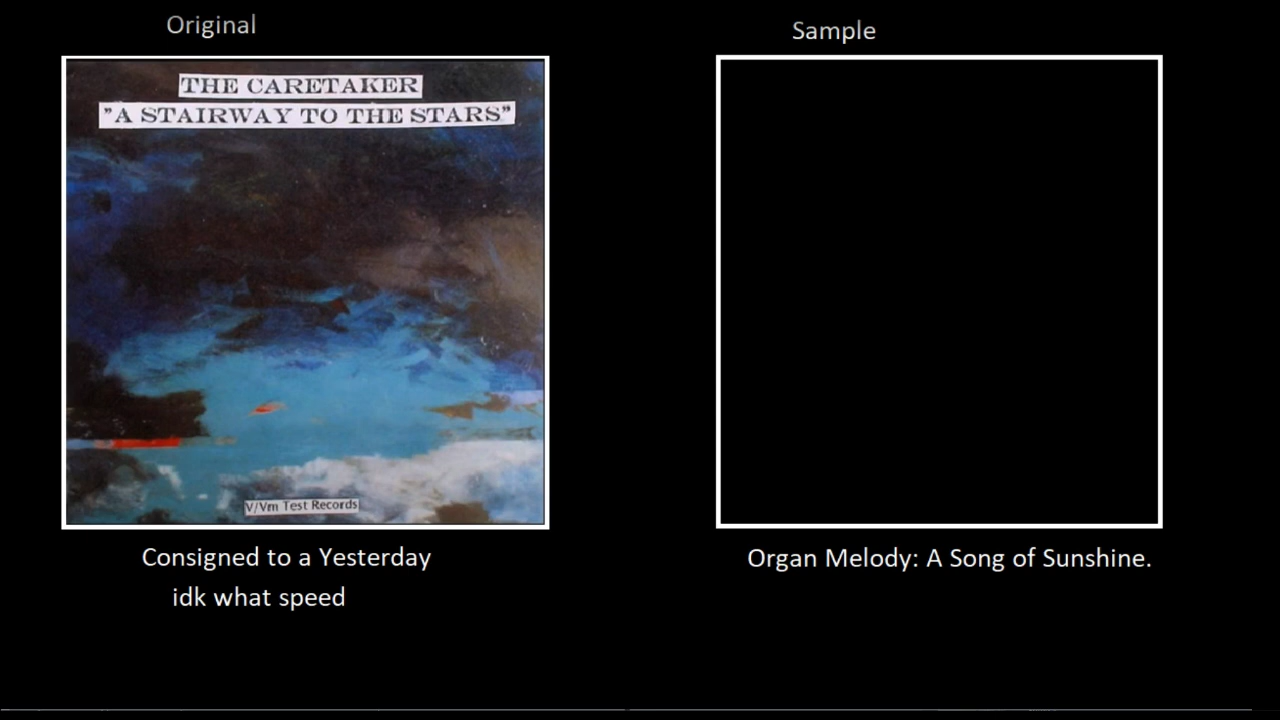 Original
THE CARETAKER
"A STAIRWAY TO THE STARS"
V/Vm Test Records
Consigned to a Yesterday
idk what speed
Sample
Organ Melody: A Song of Sunshine.